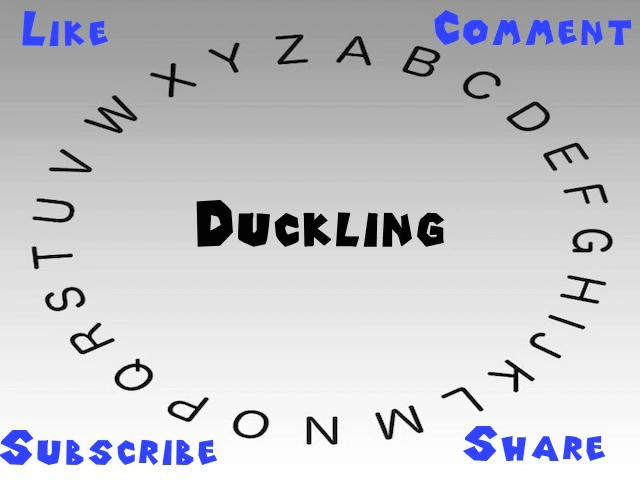 Like
Comment
A B C D E F G H I J K L M N O P Q R S T U V W X Y Z
Duckling
Subscribe
Share